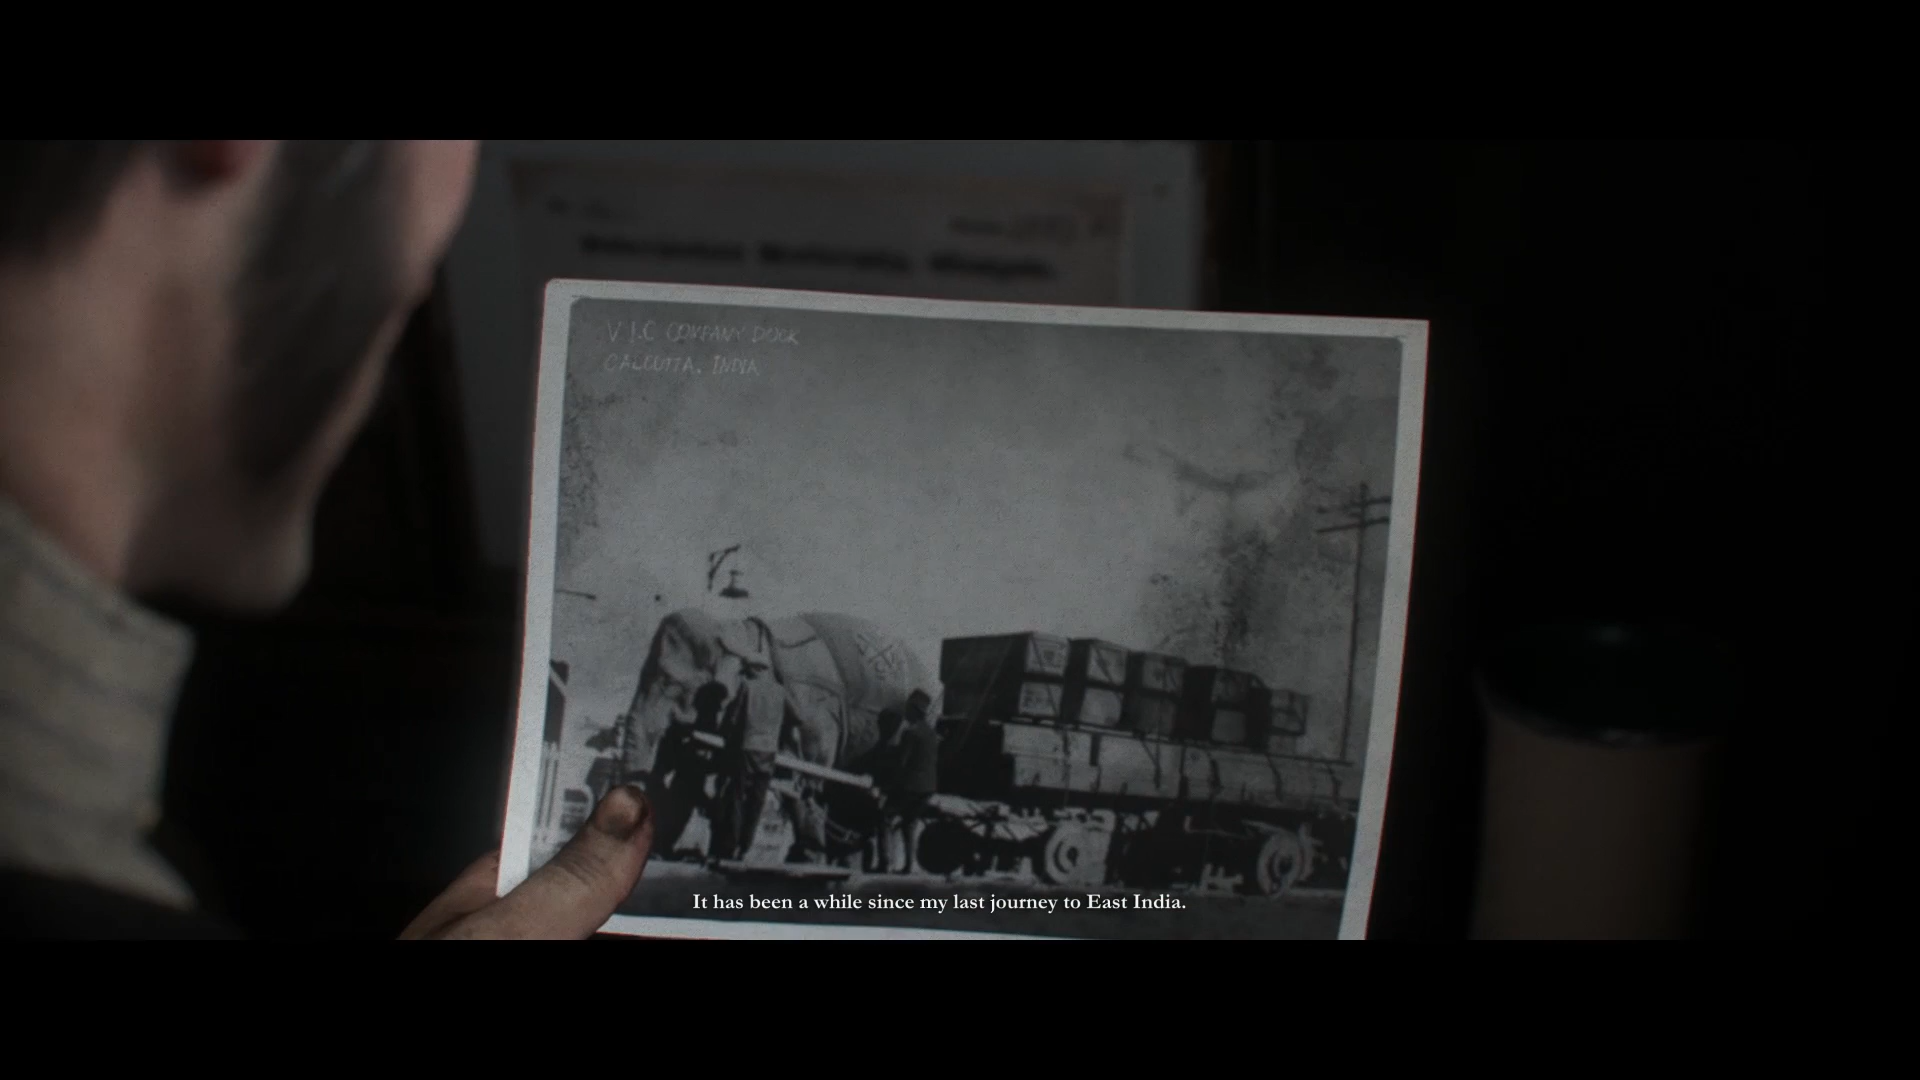 V.I.C COMPANY DOCK
CALCUTTA, INDIA
It has been a while since my last journey to East India.